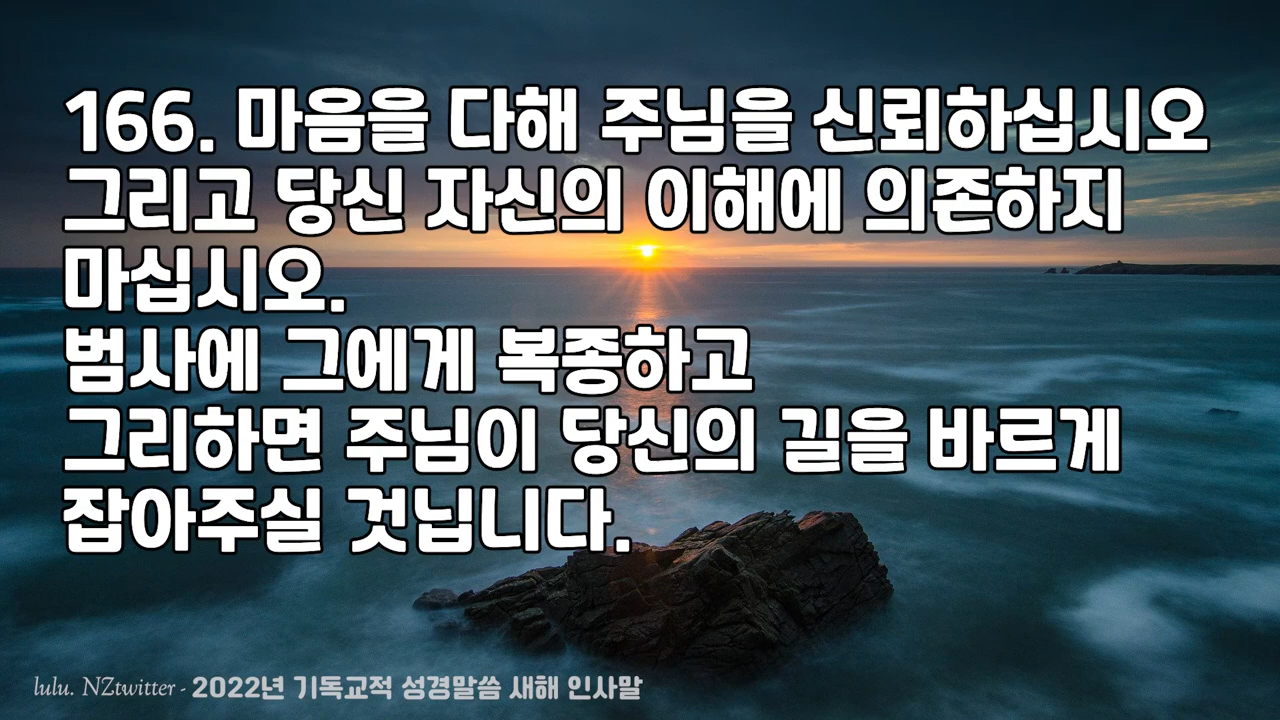 166. 마음을 다해 주님을 신뢰하십시오
그리고 당신 자신의 이해에 의존하지
마십시오.
범사에 그에게 복종하고
그리하면 주님이 당신의 길을 바르게
잡아주실 것닙니다.
lulu. NZtwitter - 2022년 기독교적 성경말씀 새해 인사말